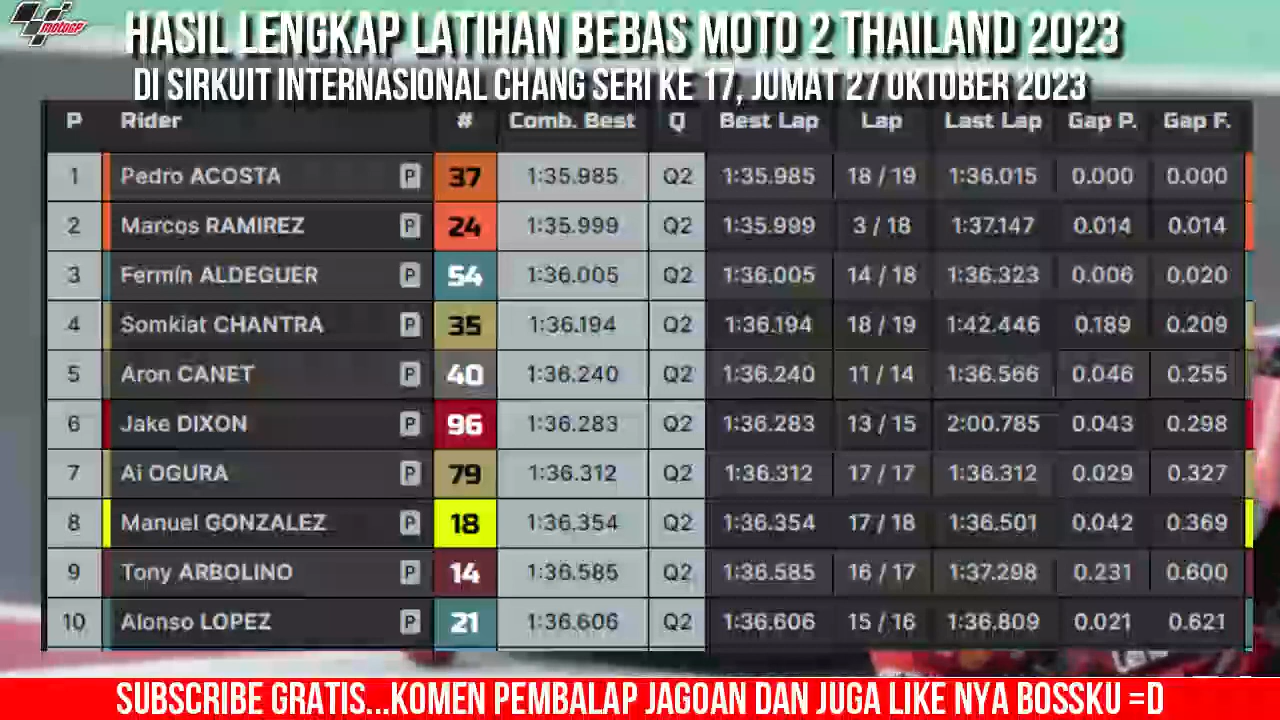 MotoGP
HASIL LENGKAP LATIHAN BEBAS MOTO 2 THAILAND 2023
DI SIRKUIT INTERNASIONAL CHANG SERI KE 17, JUMAT 27 OKTOBER 2023
P Rider # Comb. Best Q Best Lap Lap Last Lap Gap P. Gap F.
1 Pedro ACOSTA P 37 1:35.985 Q2 1:35.985 18 / 19 1:36.015 0.000 0.000
2 Marcos RAMIREZ P 24 1:35.999 Q2 1:35.999 3 / 18 1:37.147 0.014 0.014
3 Fermín ALDEGUER P 54 1:36.005 Q2 1:36.005 14 / 18 1:36.323 0.006 0.020
4 Somkiat CHANTRA P 35 1:36.194 Q2 1:36.194 18 / 19 1:42.446 0.189 0.209
5 Aron CANET P 40 1:36.240 Q2 1:36.240 11 / 14 1:36.566 0.046 0.255
6 Jake DIXON P 96 1:36.283 Q2 1:36.283 13 / 15 2:00.785 0.043 0.298
7 Ai OGURA P 79 1:36.312 Q2 1:36.312 17 / 17 1:36.312 0.029 0.327
8 Manuel GONZALEZ P 18 1:36.354 Q2 1:36.354 17 / 18 1:36.501 0.042 0.369
9 Tony ARBOLINO P 14 1:36.585 Q2 1:36.585 16 / 17 1:37.298 0.231 0.600
10 Alonso LOPEZ P 21 1:36.606 Q2 1:36.606 15 / 16 1:36.809 0.021 0.621
SUBSCRIBE GRATIS...KOMEN PEMBALAP JAGOAN DAN JUGA LIKE NYA BOSSKU =D